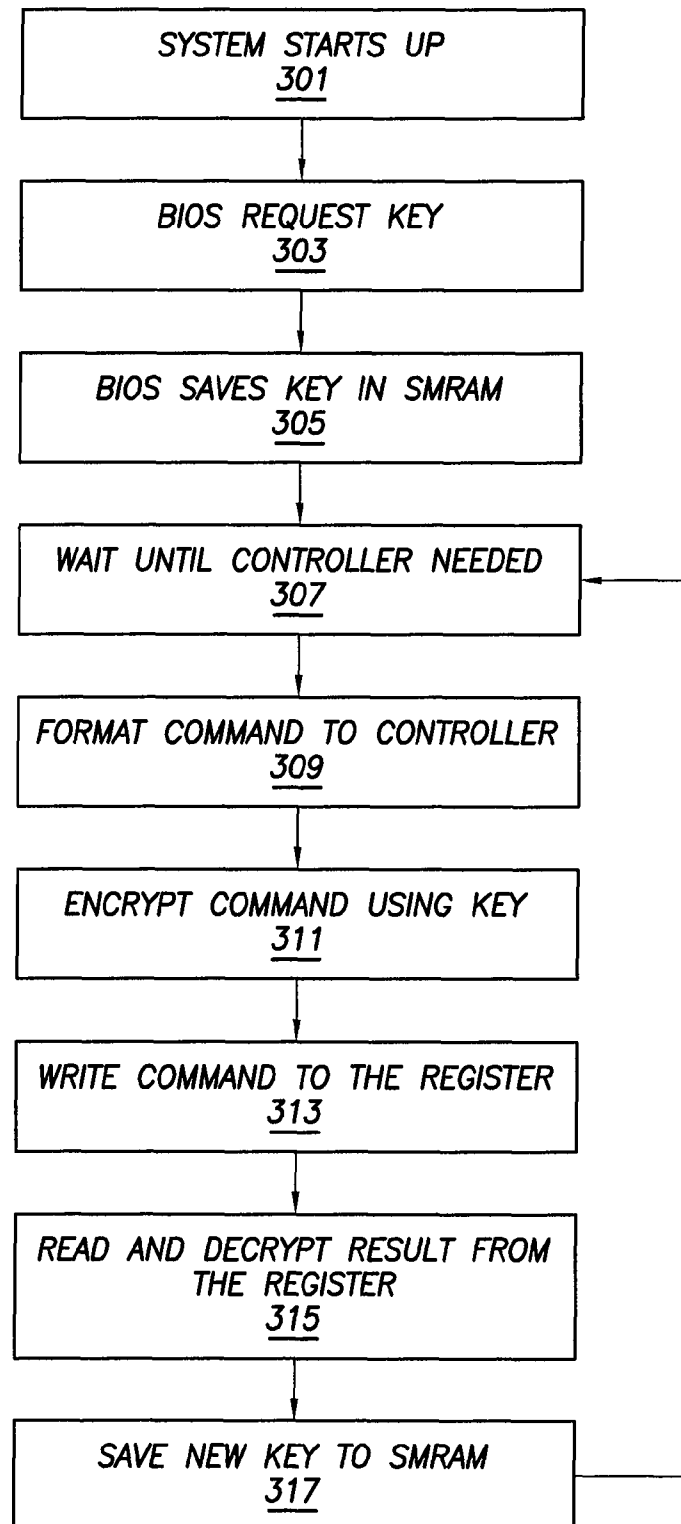 SYSTEM STARTS UP
301
BIOS REQUEST KEY
303
BIOS SAVES KEY IN SMRAM
305
WAIT UNTIL CONTROLLER NEEDED
307
FORMAT COMMAND TO CONTROLLER
309
ENCRYPT COMMAND USING KEY
311
WRITE COMMAND TO THE REGISTER
313
READ AND DECRYPT RESULT FROM
THE REGISTER
315
SAVE NEW KEY TO SMRAM
317